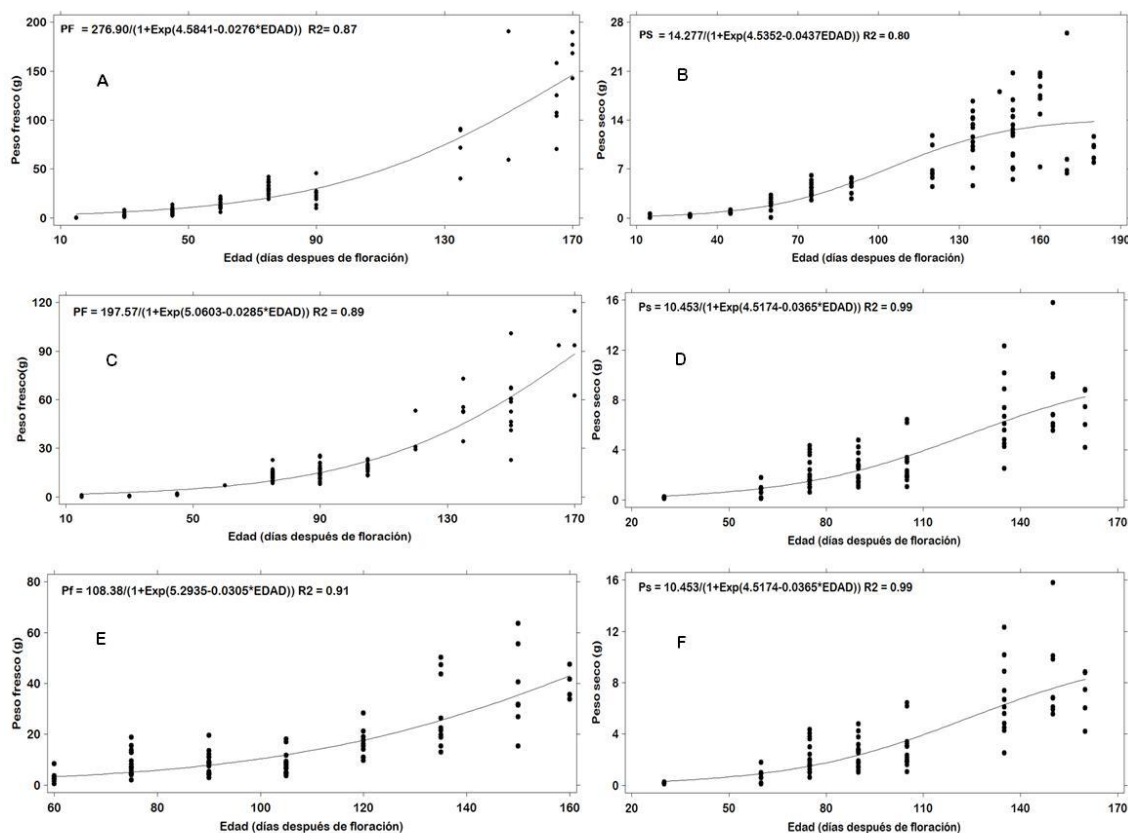 PF = 276.90/(1+Exp(4.5841-0.0276*EDAD)) R2= 0.87
A
Peso fresco (g)
200
150
100
50
0
10 50 90 130 170
Edad (días despues de floración)
PS = 14.277/(1+Exp(4.5352-0.0437EDAD)) R2 = 0.80
B
Peso seco (g)
28
21
14
7
0
10 40 70 100 130 160 190
Edad (días despues de floración)
PF = 197.57/(1+Exp(5.0603-0.0285*EDAD)) R2 = 0.89
C
Peso fresco(g)
120
90
60
30
0
10 50 90 130 170
Edad (días después de floración)
Ps = 10.453/(1+Exp(4.5174-0.0365*EDAD)) R2 = 0.99
D
Peso seco (g)
16
12
8
4
0
20 50 80 110 140 170
Edad (días después de floración)
Pf = 108.38/(1+Exp(5.2935-0.0305*EDAD)) R2 = 0.91
E
Peso fresco (g)
80
60
40
20
0
60 80 100 120 140 160
Edad (días después de floración)
Ps = 10.453/(1+Exp(4.5174-0.0365*EDAD)) R2 = 0.99
F
Peso seco (g)
16
12
8
4
0
20 50 80 110 140 170
Edad (días después de floración)